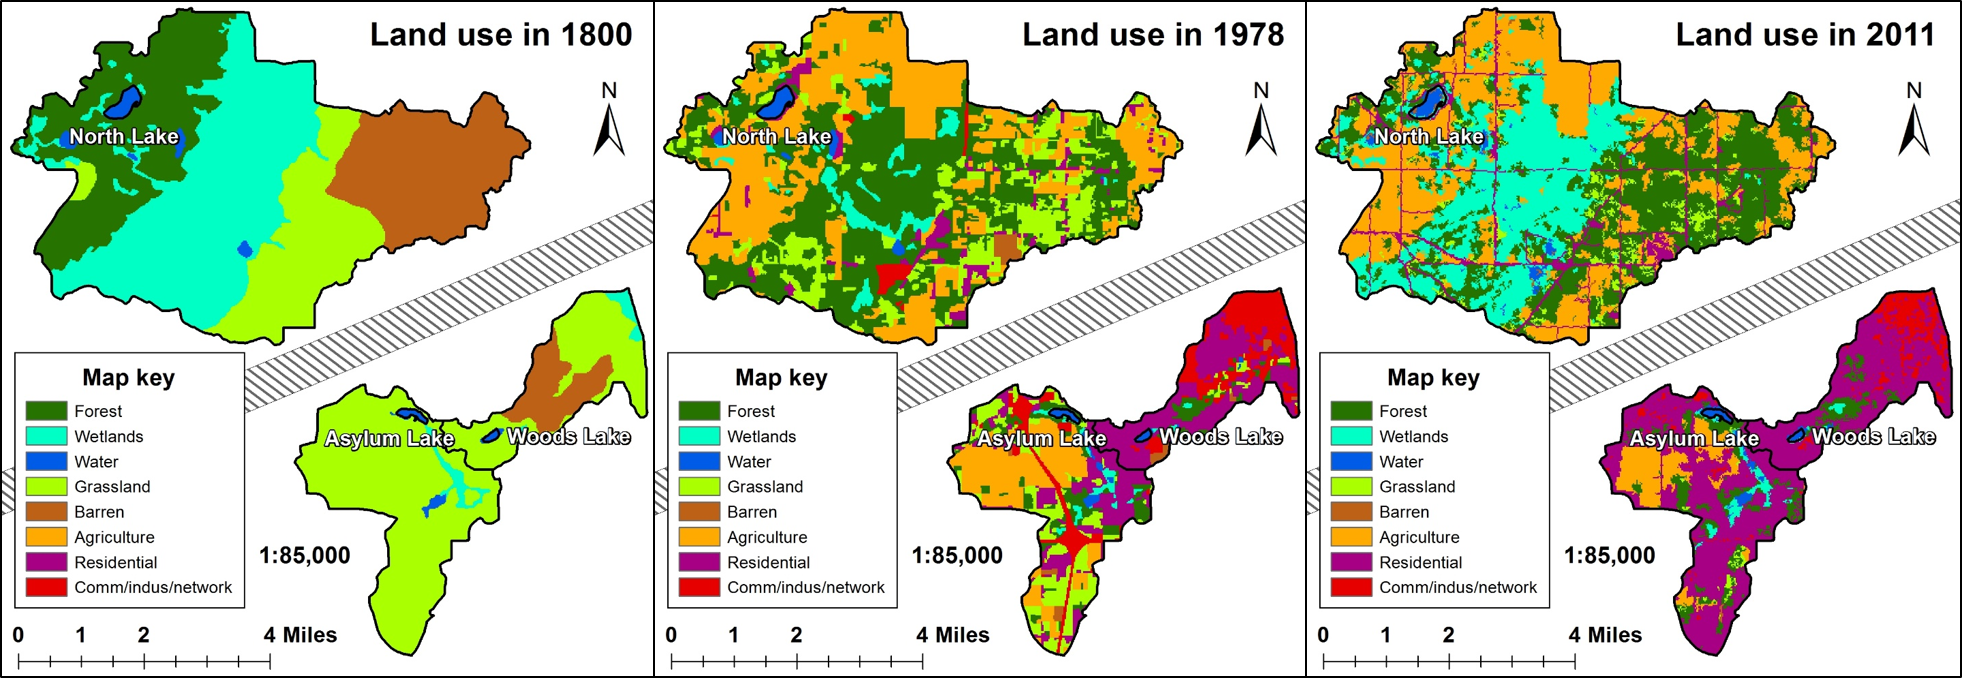 Land use in 1800
N
North Lake
Map key
Forest
Wetlands
Water
Grassland
Barren
Agriculture
Residential
Comm/indus/network
Asylum Lake
Woods Lake
1:85,000
0 1 2 4 Miles
Land use in 1978
N
North Lake
Map key
Forest
Wetlands
Water
Grassland
Barren
Agriculture
Residential
Comm/indus/network
Asylum Lake
Woods Lake
1:85,000
0 1 2 4 Miles
Land use in 2011
N
North Lake
Map key
Forest
Wetlands
Water
Grassland
Barren
Agriculture
Residential
Comm/indus/network
Asylum Lake
Woods Lake
1:85,000
0 1 2 4 Miles